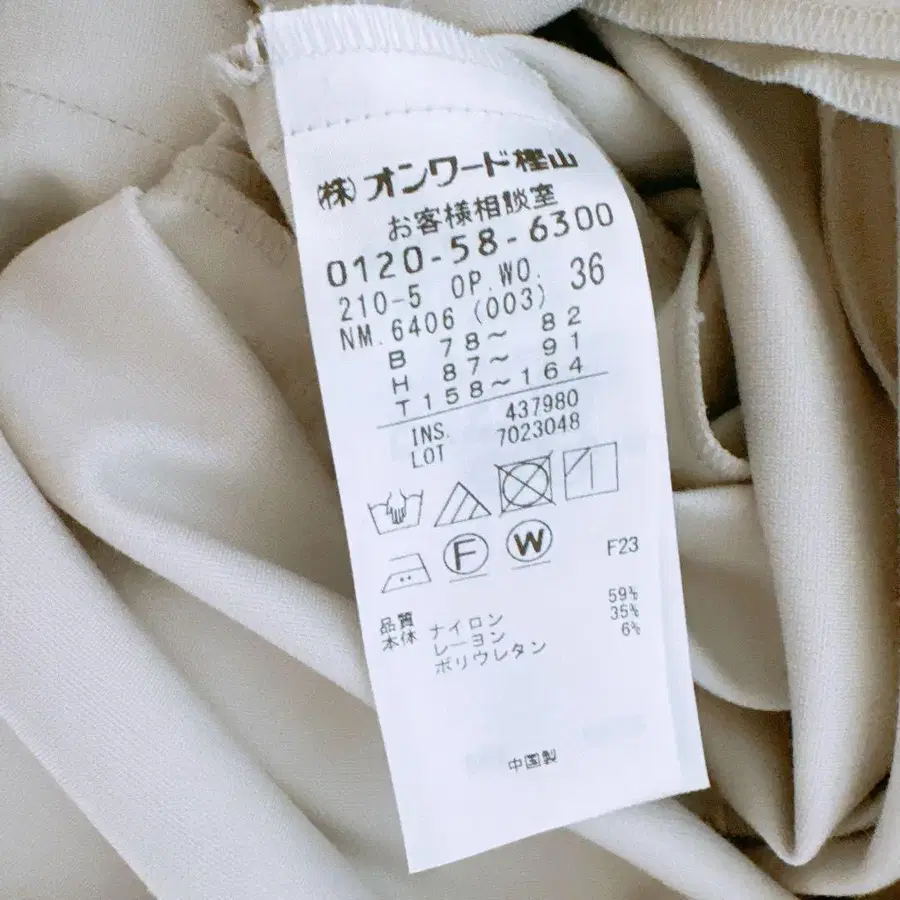 (株)オンワード樫山
お客様相談室
0120-58-6300
210-5 OP.WO. 36
NM.6406 (003)
B 78～ 82
H 87～ 91
T 158～164
INS. 437980
LOT 7023048
F W F23
品質
本体 ナイロン 59%
レーヨン 35%
ポリウレタン 6%
中国製